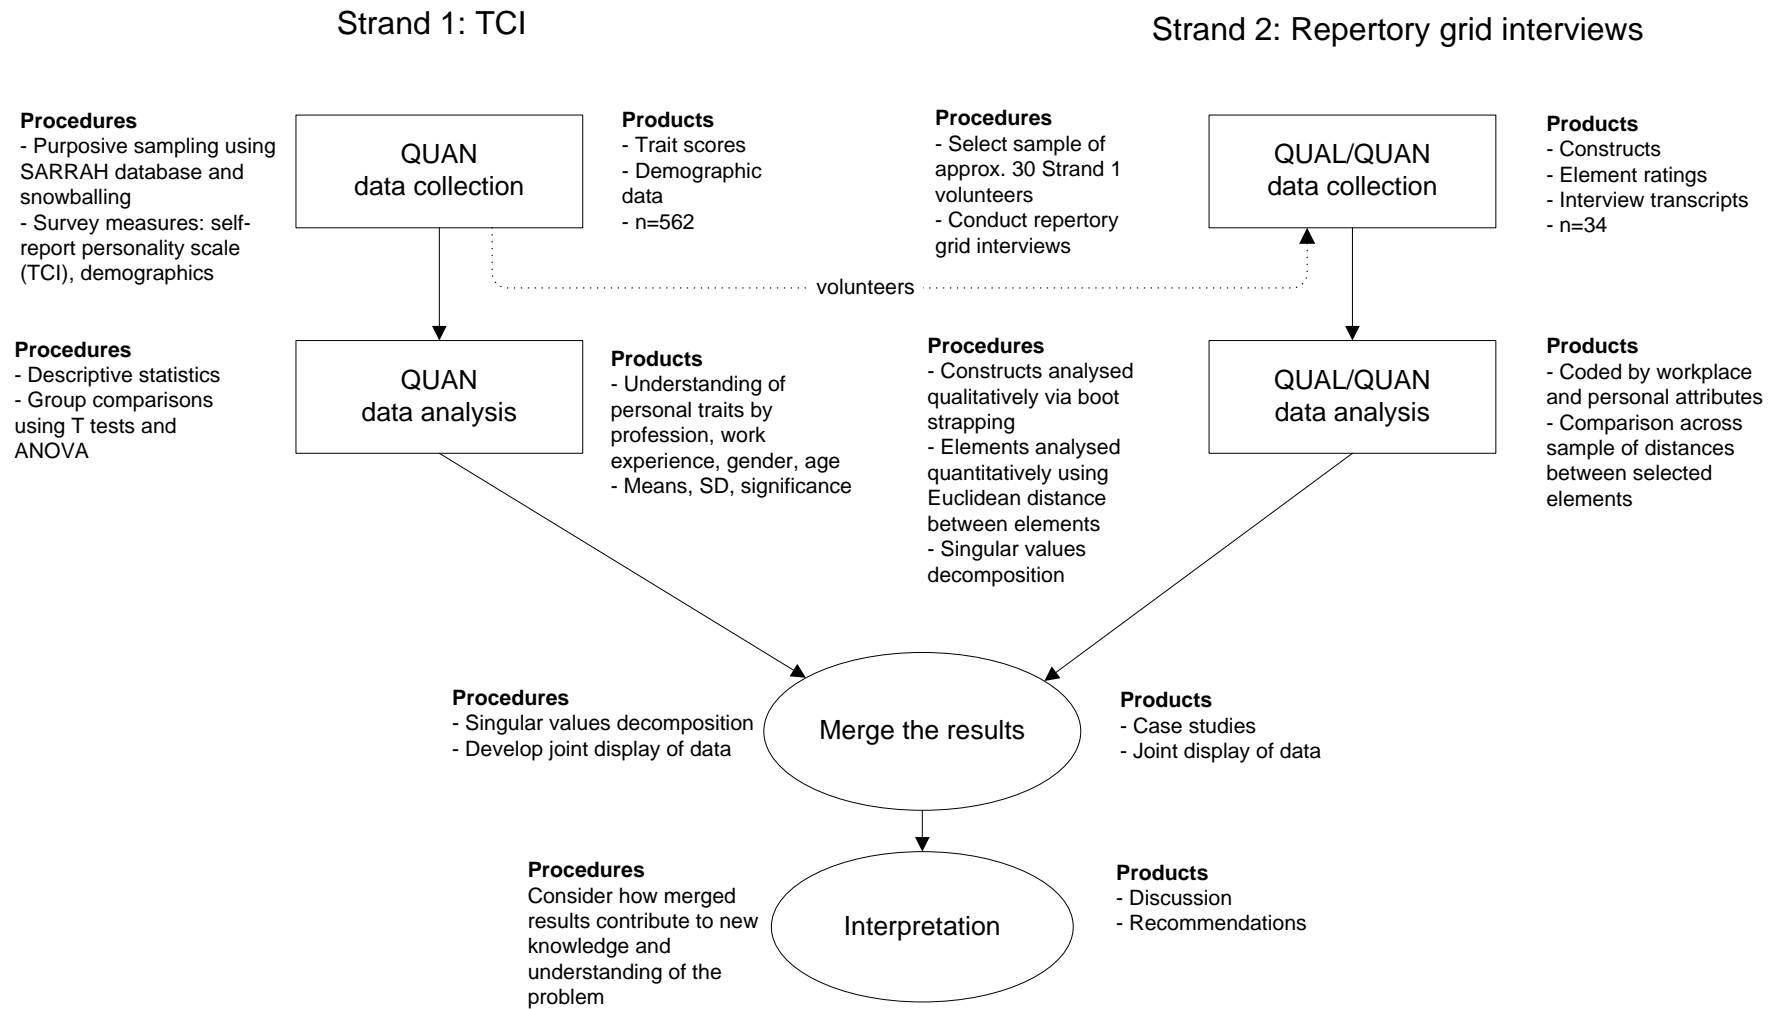 Strand 1: TCI
Strand 2: Repertory grid interviews
Procedures
- Purposive sampling using
SARRAH database and
snowballing
- Survey measures: self-
report personality scale
(TCI), demographics
QUAN
data collection
Products
- Trait scores
- Demographic
data
- n=562
Procedures
- Select sample of
approx. 30 Strand 1
volunteers
- Conduct repertory
grid interviews
QUAL/QUAN
data collection
Products
- Constructs
- Element ratings
- Interview transcripts
- n=34
volunteers
Procedures
- Descriptive statistics
- Group comparisons
using T tests and
ANOVA
QUAN
data analysis
Products
- Understanding of
personal traits by
profession, work
experience, gender, age
- Means, SD, significance
Procedures
- Constructs analysed
qualitatively via boot
strapping
- Elements analysed
quantitatively using
Euclidean distance
between elements
- Singular values
decomposition
QUAL/QUAN
data analysis
Products
- Coded by workplace
and personal attributes
- Comparison across
sample of distances
between selected
elements
Procedures
- Singular values decomposition
- Develop joint display of data
Merge the results
Products
- Case studies
- Joint display of data
Procedures
Consider how merged
results contribute to new
knowledge and
understanding of the
problem
Interpretation
Products
- Discussion
- Recommendations